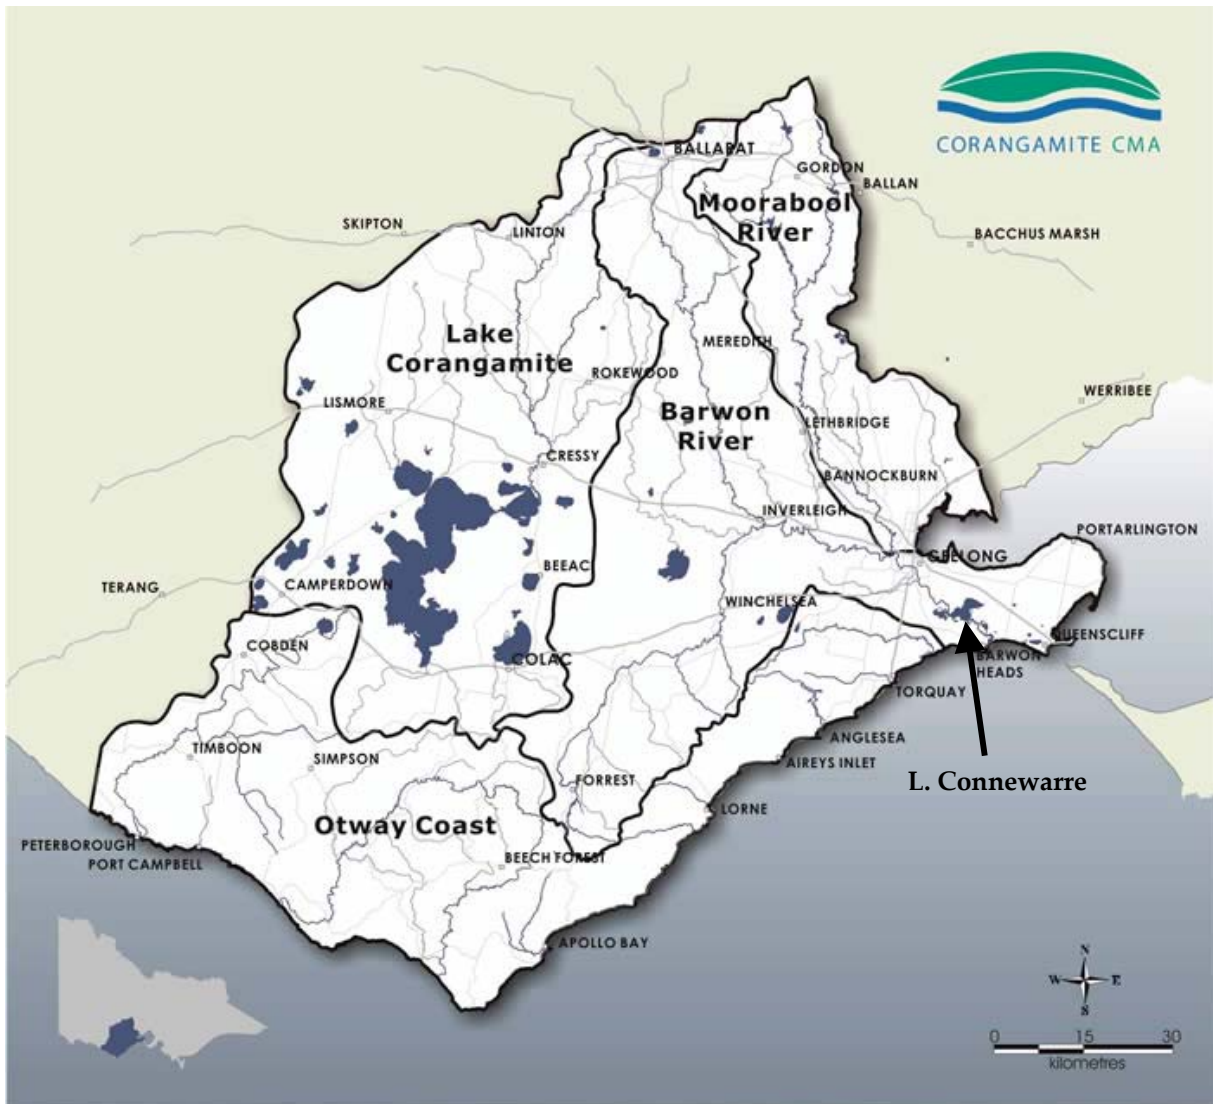 CORANGAMITE CMA
BALLARAT
GORDON
BALLAN
Moorabool
River
SKIPTON
LINTON
BACCHUS MARSH
Lake
Corangamite
MEREDITH
ROKEWOOD
WERRIBEE
LISMORE
Barwon
River
LETHBRIDGE
CRESSY
BANNOCKBURN
INVERLEIGH
PORTARLINGTON
GEELONG
BEEAC
TERANG
CAMPERDOWN
WINCHELSEA
QUEENSCLIFF
COBDEN
COLAC
BARWON
HEADS
TORQUAY
ANGLESEA
TIMBOON
SIMPSON
AIREYS INLET
FORREST
L. Connewarre
LORNE
Otway Coast
PETERBOROUGH
PORT CAMPBELL
BEECH FOREST
APOLLO BAY
N
W E
S
0 15 30
kilometres